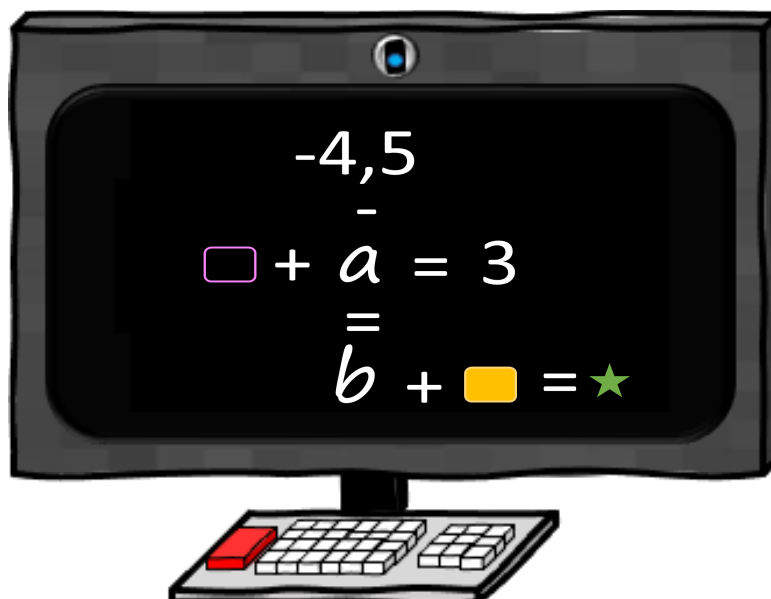 -4,5
-
+ a = 3
=
b + =